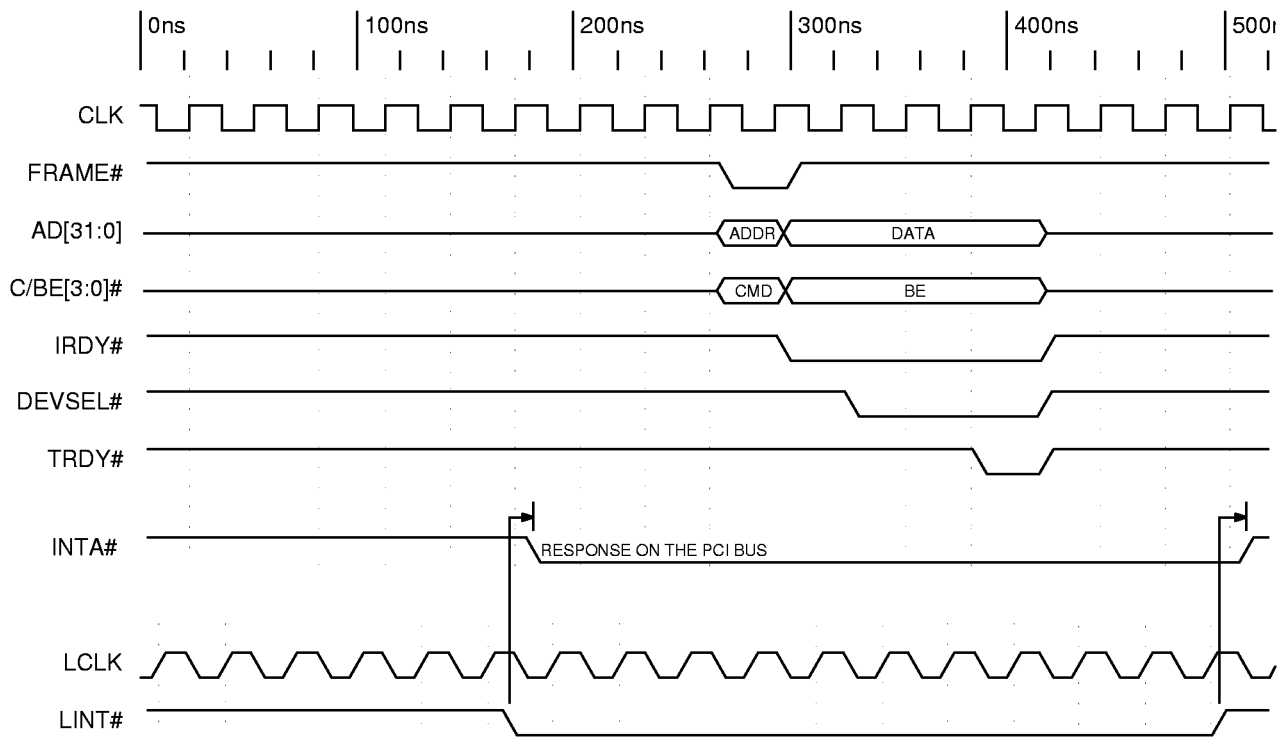 0ns 100ns 200ns 300ns 400ns 500n
CLK
FRAME#
AD[31:0] ADDR DATA
C/BE[3:0]# CMD BE
IRDY#
DEVSEL#
TRDY#
INTA# RESPONSE ON THE PCI BUS
LCLK
LINT#